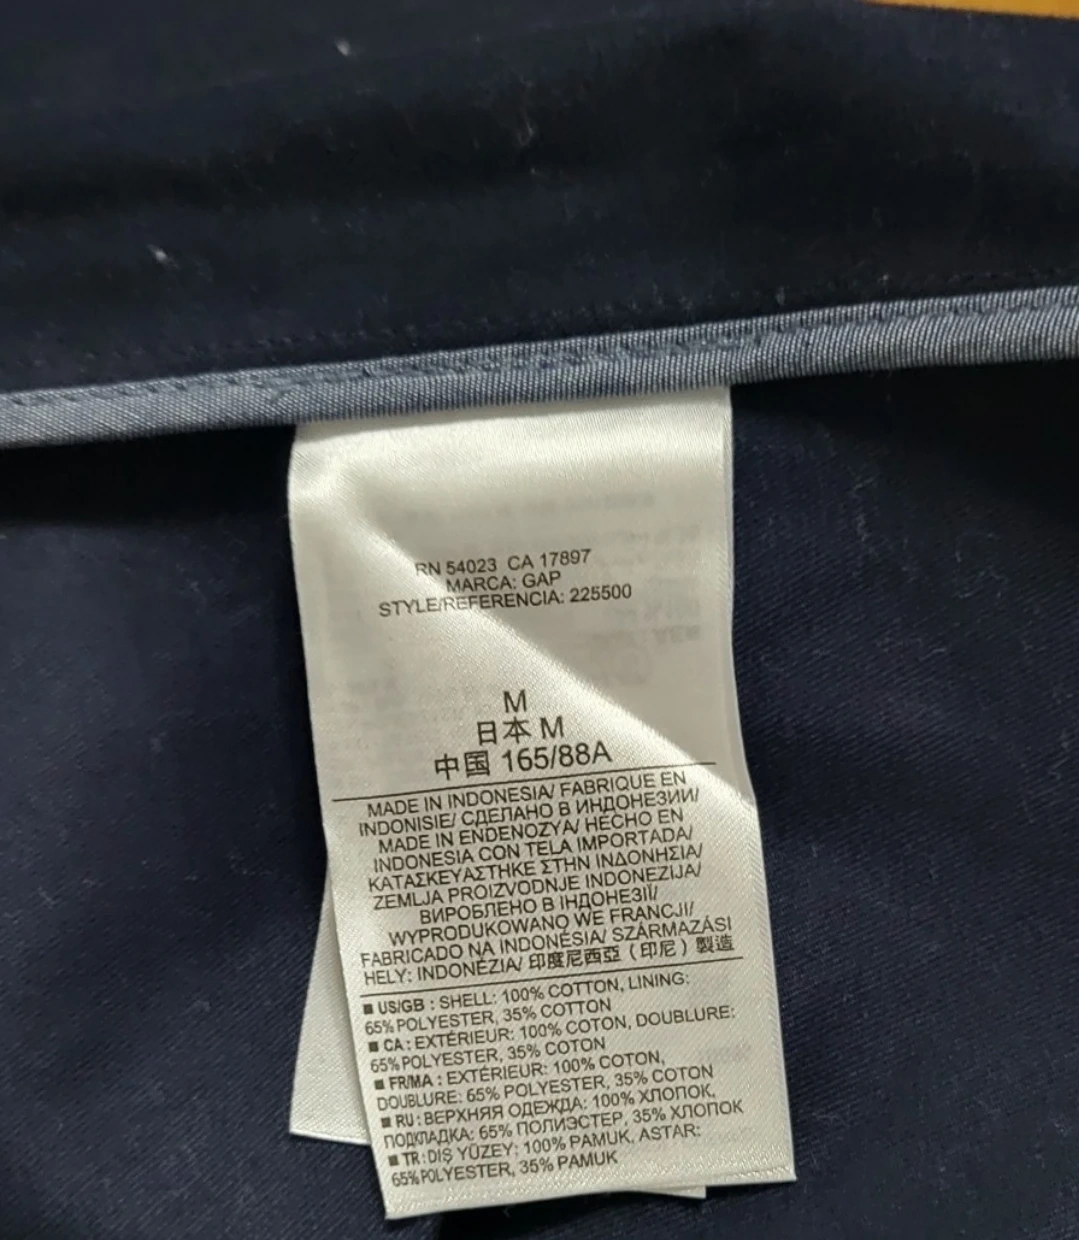 RN 54023 CA 17897
MARCA: GAP
STYLE/REFERENCIA: 225500
M
日本 M
中国 165/88A
MADE IN INDONESIA/ FABRIQUE EN
INDONISIE/ СДЕЛАНО В ИНДОНЕЗИИ/
MADE IN ENDENOZYA/ HECHO EN
INDONESIA CON TELA IMPORTADA/
ΚΑΤΑΣΚΕΥΑΣΤΗΚΕ ΣΤΗΝ ΙΝΔΟΝΗΣΙΑ/
ZEMLJA PROIZVODNJE INDONEZIJA/
ВИРОБЛЕНО В ІНДОНЕЗІЇ/
WYPRODUKOWANO WE FRANCJI/
FABRICADO NA INDONÉSIA/ SZÁRMAZÁSI
HELY: INDONÉZIA/ 印度尼西亞（印尼）製造
■ US/GB : SHELL: 100% COTTON, LINING:
65% POLYESTER, 35% COTTON
■ CA : EXTÉRIEUR: 100% COTON, DOUBLURE:
65% POLYESTER, 35% COTON
■ FR/MA : EXTÉRIEUR: 100% COTON,
DOUBLURE: 65% POLYESTER, 35% COTON
■ RU : ВЕРХНЯЯ ОДЕЖДА: 100% ХЛОПОК,
ПОДКЛАДКА: 65% ПОЛИЭСТЕР, 35% ХЛОПОК
■ TR : DIŞ YÜZEY: 100% PAMUK, ASTAR:
65% POLYESTER, 35% PAMUK